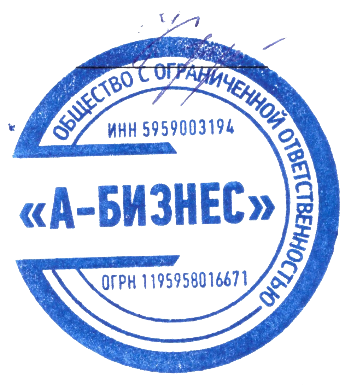 ОБЩЕСТВО С ОГРАНИЧЕННОЙ ОТВЕТСТВЕННОСТЬЮ
ИНН 5959003194
«А-БИЗНЕС»
ОГРН 1195958016671